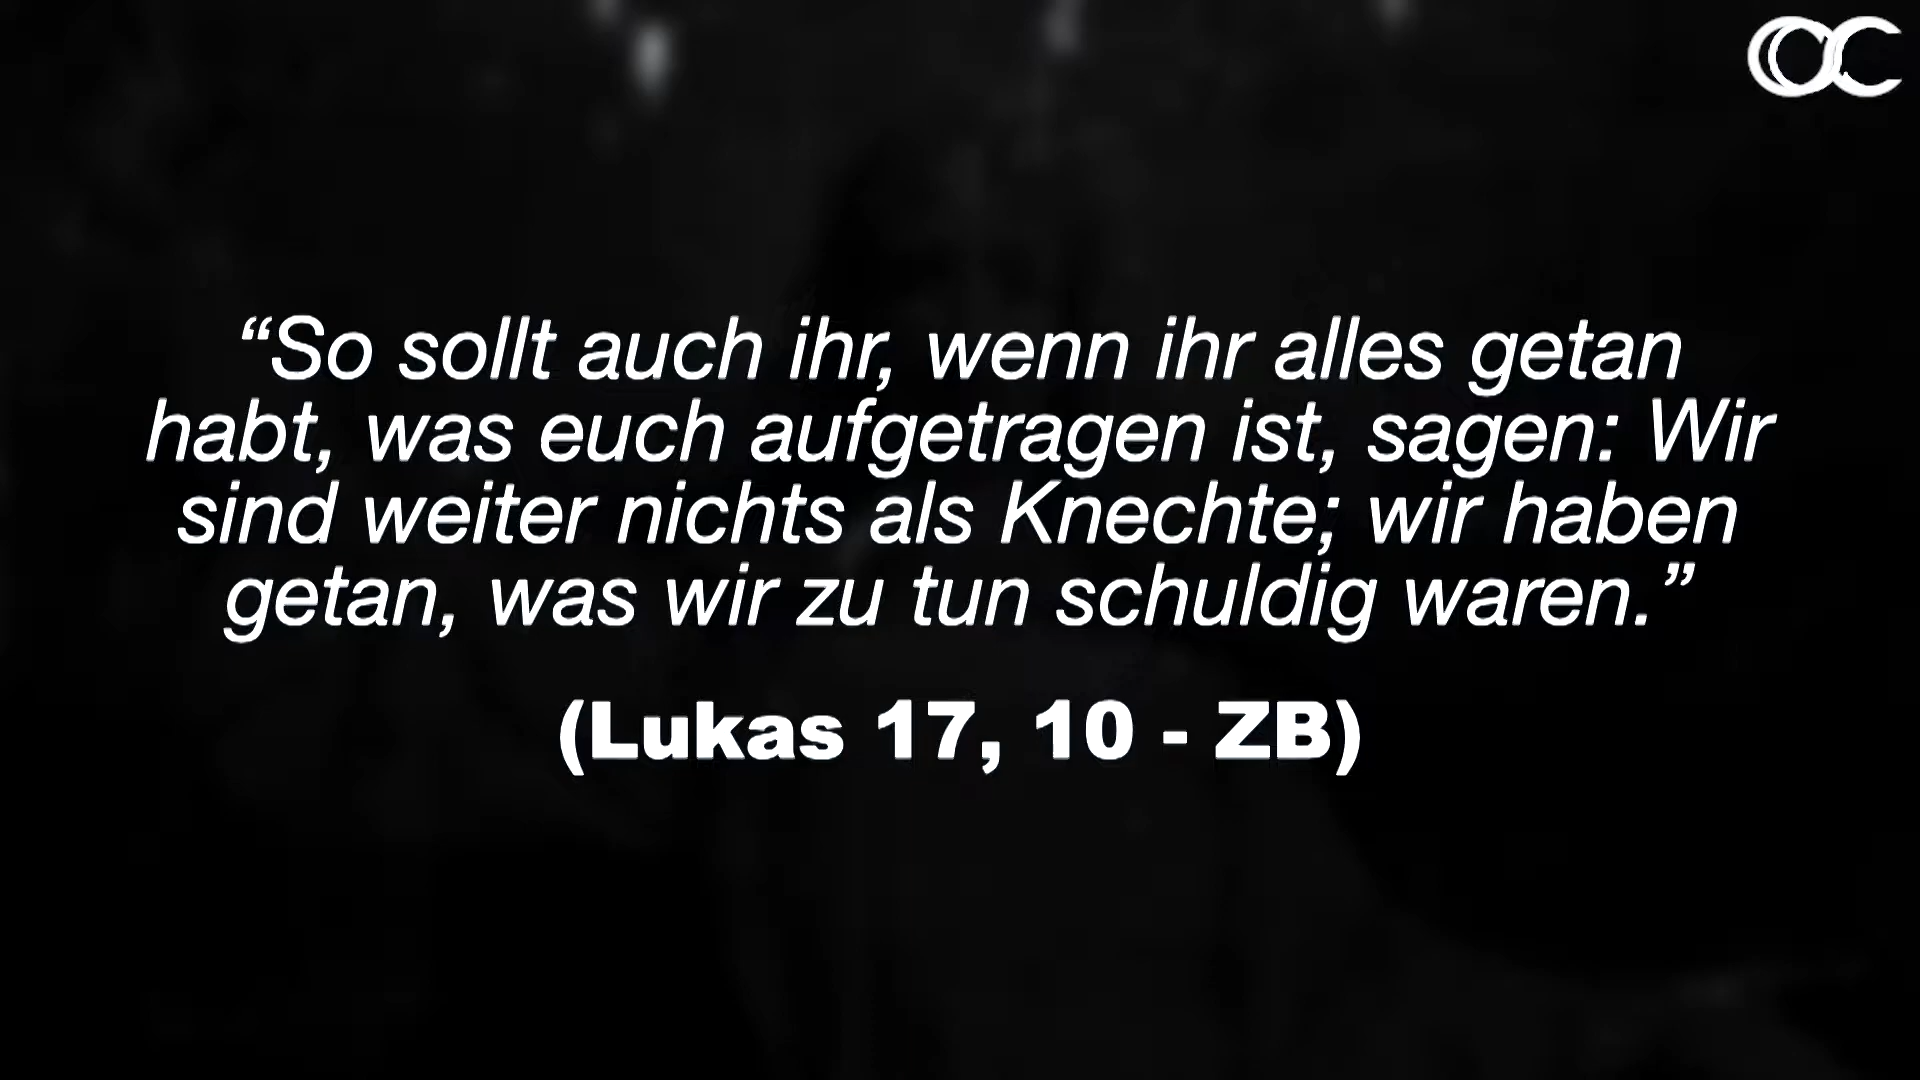 OC
“So sollt auch ihr, wenn ihr alles getan
habt, was euch aufgetragen ist, sagen: Wir
sind weiter nichts als Knechte; wir haben
getan, was wir zu tun schuldig waren.”
(Lukas 17, 10 - ZB)